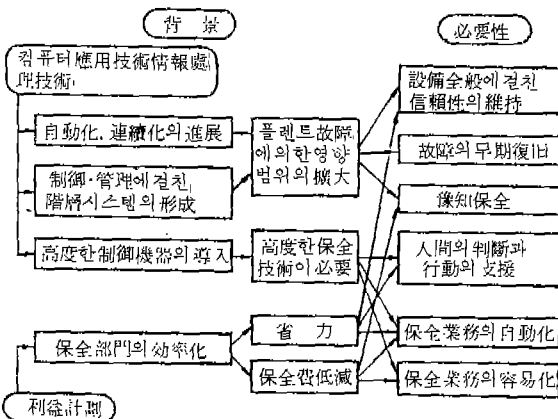 背 景
必要性
컴퓨터應用技術情報處
理技術
設備全般에 걸친
信賴性의 維持
自動化、連續化의 進展
플랜트故障
에 의한 영향
範위의 擴大
故障의 早期復旧
制御·管理에 걸친
階層시스템의 形成
豫知保全
高度한 制御機器의 導入
高度한 保全
技術이 必要
人間의 判斷과
行動의 支援
省力
保全部門의 効率化
保全業務의 自動化
保全費低減
保全業務의 容易化
利益計劃